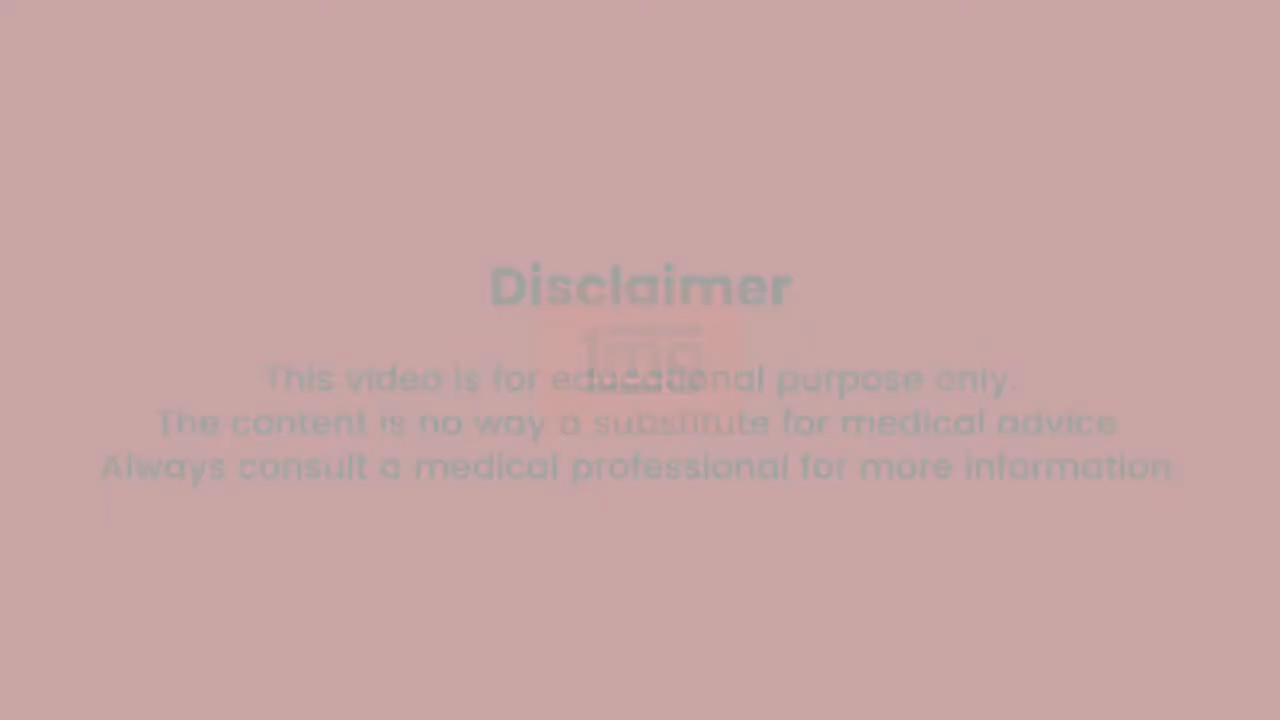 Disclaimer
1mg
This video is for educational purpose only.
The content is no way a substitute for medical advice
Always consult a medical professional for more information